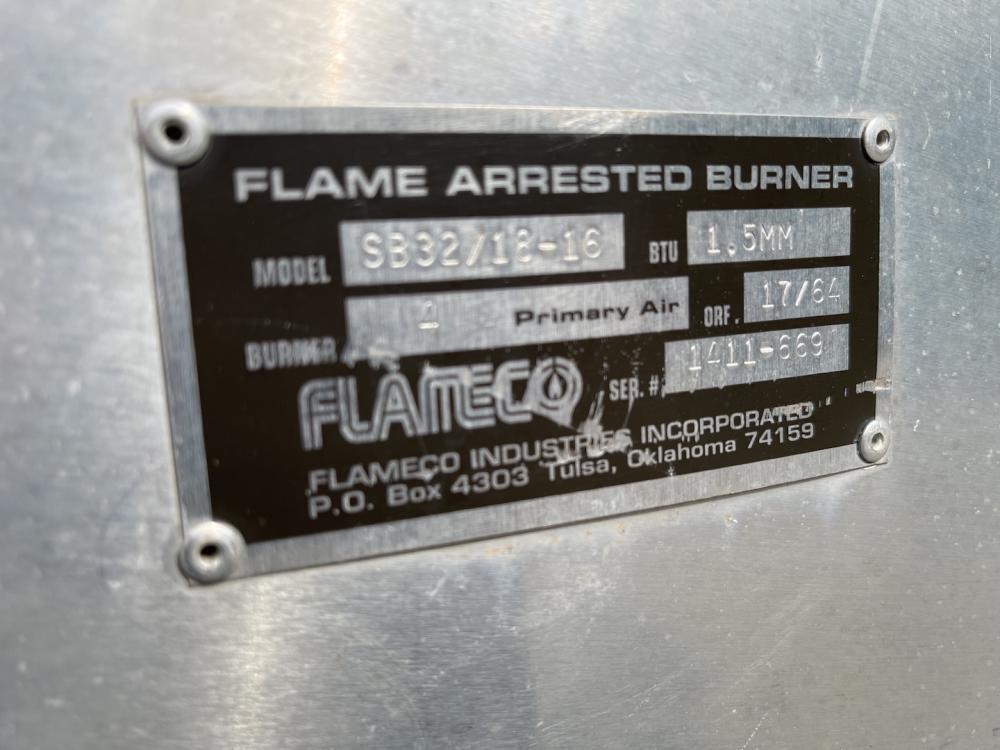 FLAME ARRESTED BURNER
MODEL SB32/18-16 BTU 1.5MM
BURNER Primary Air ORF. 17/64
FLAMECO SER. # 1411-669
FLAMECO INDUSTRIES INCORPORATED
P.O. Box 4303 Tulsa, Oklahoma 74159